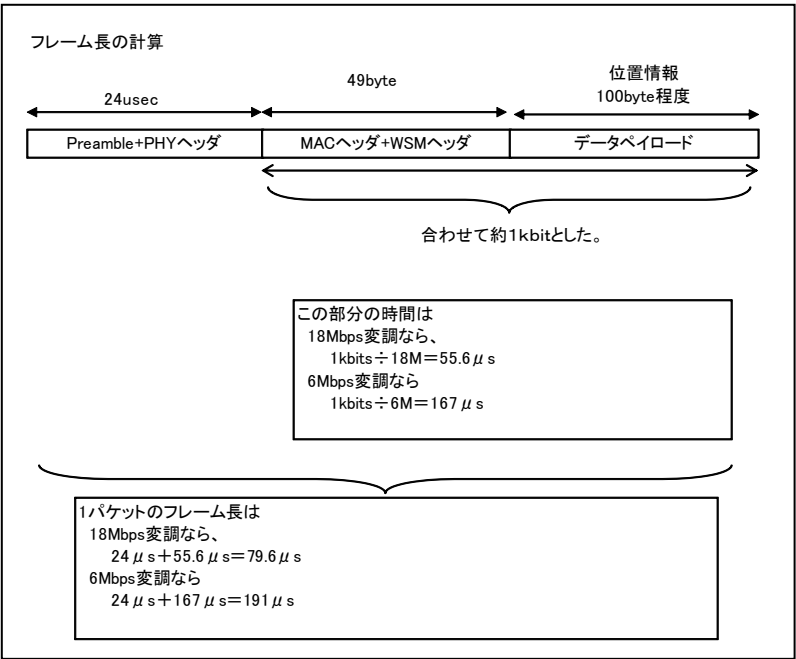 フレーム長の計算
24usec
49byte
位置情報
100byte程度
Preamble+PHYヘッダ
MACヘッダ+WSMヘッダ
データペイロード
合わせて約1kbitとした。
この部分の時間は
18Mbps変調なら、
1kbits÷18M=55.6μs
6Mbps変調なら
1kbits÷6M=167μs
1パケットのフレーム長は
18Mbps変調なら、
24μs+55.6μs=79.6μs
6Mbps変調なら
24μs+167μs=191μs